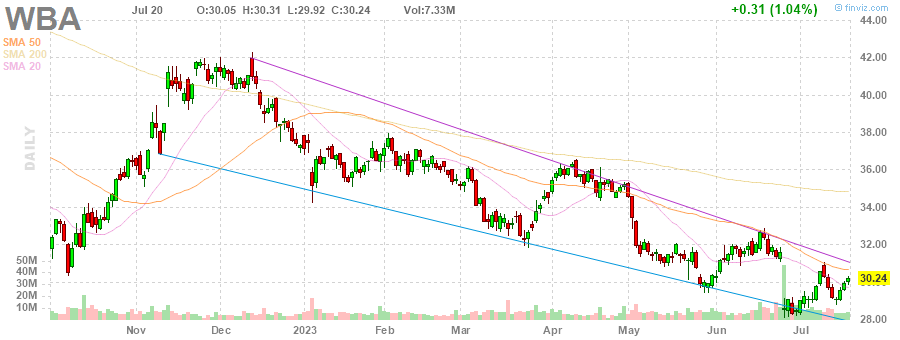 WBA Jul 20 O:30.05 H:30.31 L:29.92 C:30.24 Vol:7.33M +0.31 (1.04%) © finviz.com
SMA 50
SMA 200
SMA 20
DAILY
44.00
42.00
40.00
38.00
36.00
34.00
32.00
30.24
28.00
50M
40M
30M
20M
10M
Nov Dec 2023 Feb Mar Apr May Jun Jul